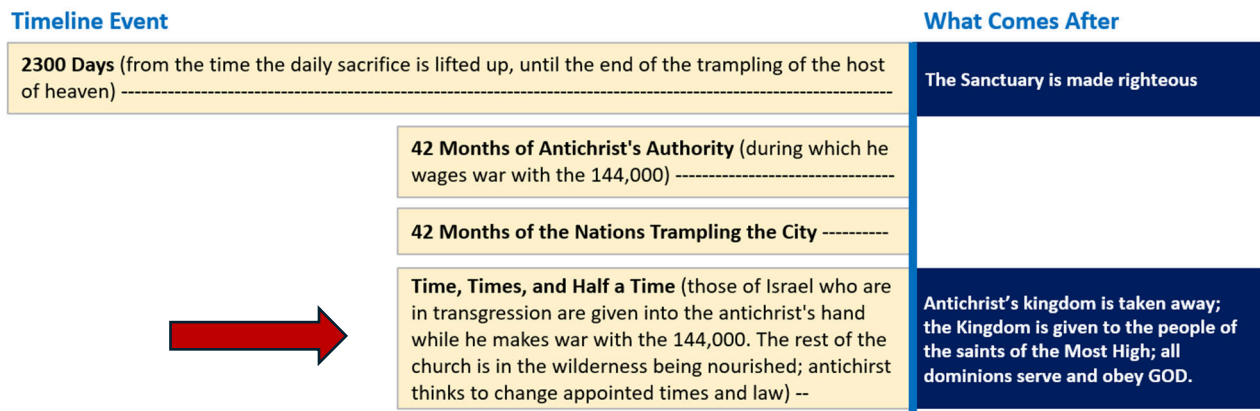 Timeline Event
What Comes After
2300 Days (from the time the daily sacrifice is lifted up, until the end of the trampling of the host
of heaven) --------------------------------------------------------------------------------------------------------------------
The Sanctuary is made righteous
42 Months of Antichrist's Authority (during which he
wages war with the 144,000) ---------------------------------
42 Months of the Nations Trampling the City ----------
Time, Times, and Half a Time (those of Israel who are
in transgression are given into the antichrist's hand
while he makes war with the 144,000. The rest of the
church is in the wilderness being nourished; antichirst
thinks to change appointed times and law) --
Antichrist’s kingdom is taken away;
the Kingdom is given to the people of
the saints of the Most High; all
dominions serve and obey GOD.